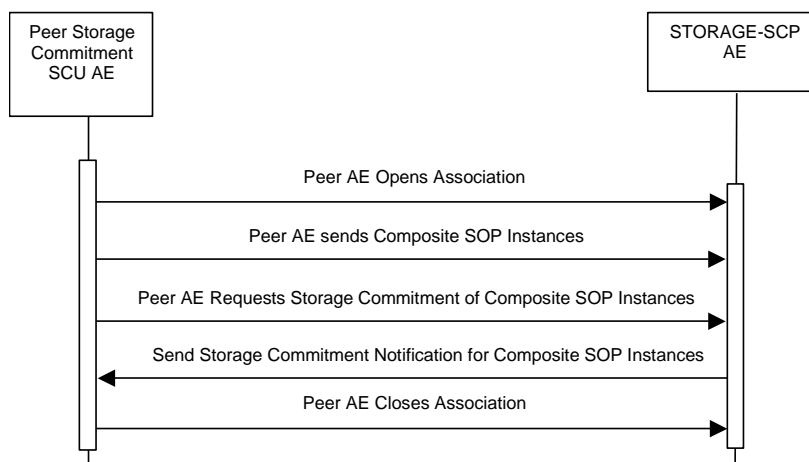 Peer Storage
Commitment
SCU AE
STORAGE-SCP
AE
Peer AE Opens Association
Peer AE sends Composite SOP Instances
Peer AE Requests Storage Commitment of Composite SOP Instances
Send Storage Commitment Notification for Composite SOP Instances
Peer AE Closes Association